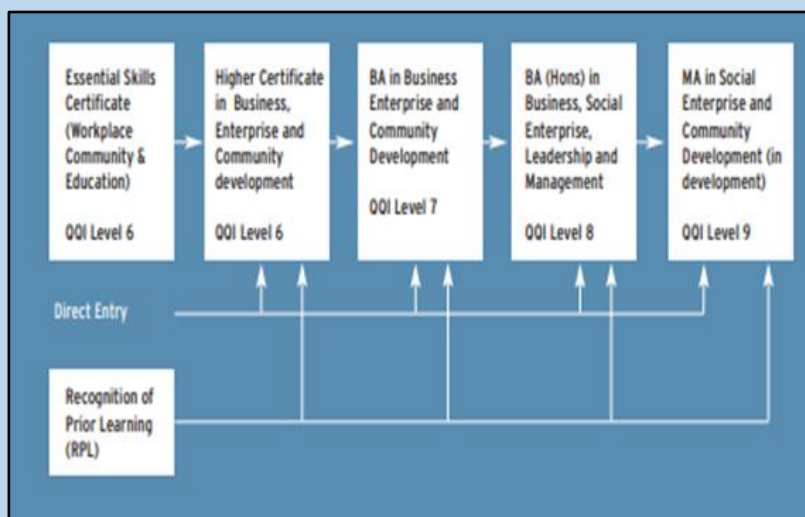 Essential Skills
Certificate
(Workplace
Community &
Education)
QQI Level 6
Higher Certificate
in Business,
Enterprise and
Community
development
QQI Level 6
BA in Business
Enterprise and
Community
Development
QQI Level 7
BA (Hons) in
Business, Social
Enterprise,
Leadership and
Management
QQI Level 8
MA in Social
Enterprise and
Community
Development (in
development)
QQI Level 9
Direct Entry
Recognition of
Prior Learning
(RPL)